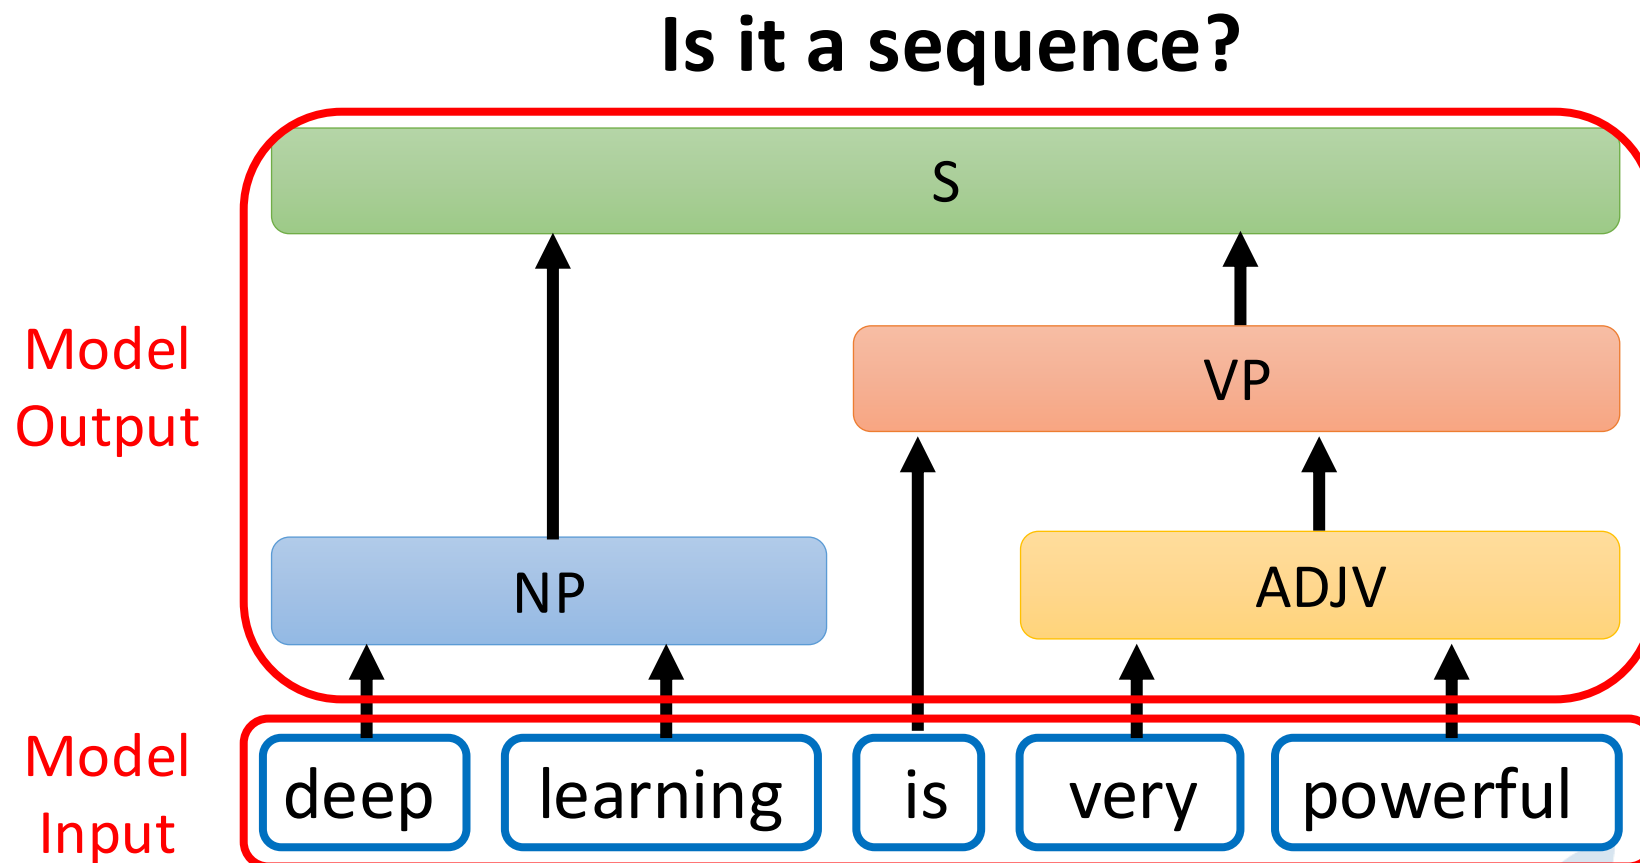 Is it a sequence?
S
Model
Output
VP
NP
ADJV
Model
Input
deep learning is very powerful